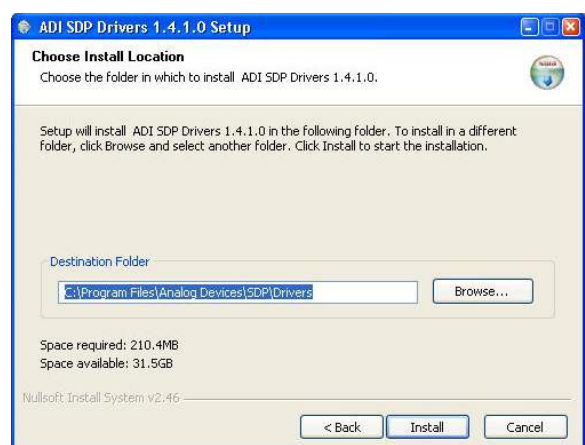 ADI SDP Drivers 1.4.1.0 Setup
Choose Install Location
Choose the folder in which to install ADI SDP Drivers 1.4.1.0.
Setup will install ADI SDP Drivers 1.4.1.0 in the following folder. To install in a different
folder, click Browse and select another folder. Click Install to start the installation.
Destination Folder
C:\Program Files\Analog Devices\SDP\Drivers
Browse...
Space required: 210.4MB
Space available: 31.5GB
Nullsoft Install System v2.46
< Back
Install
Cancel